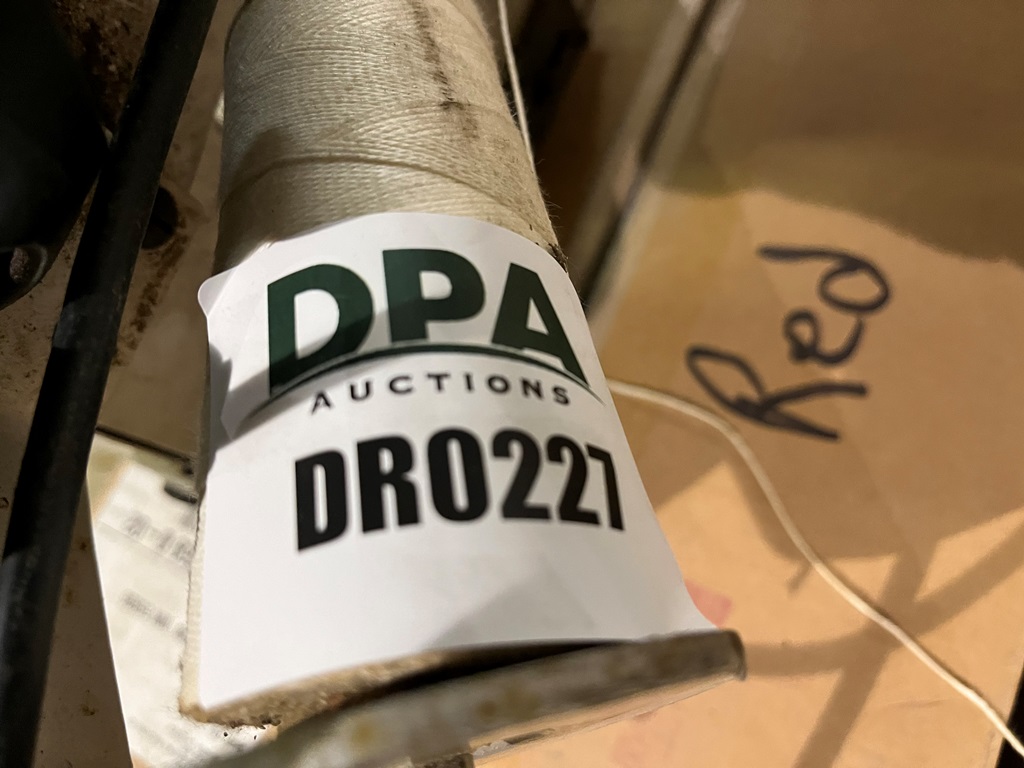 DPA
AUCTIONS
DR0227
Red